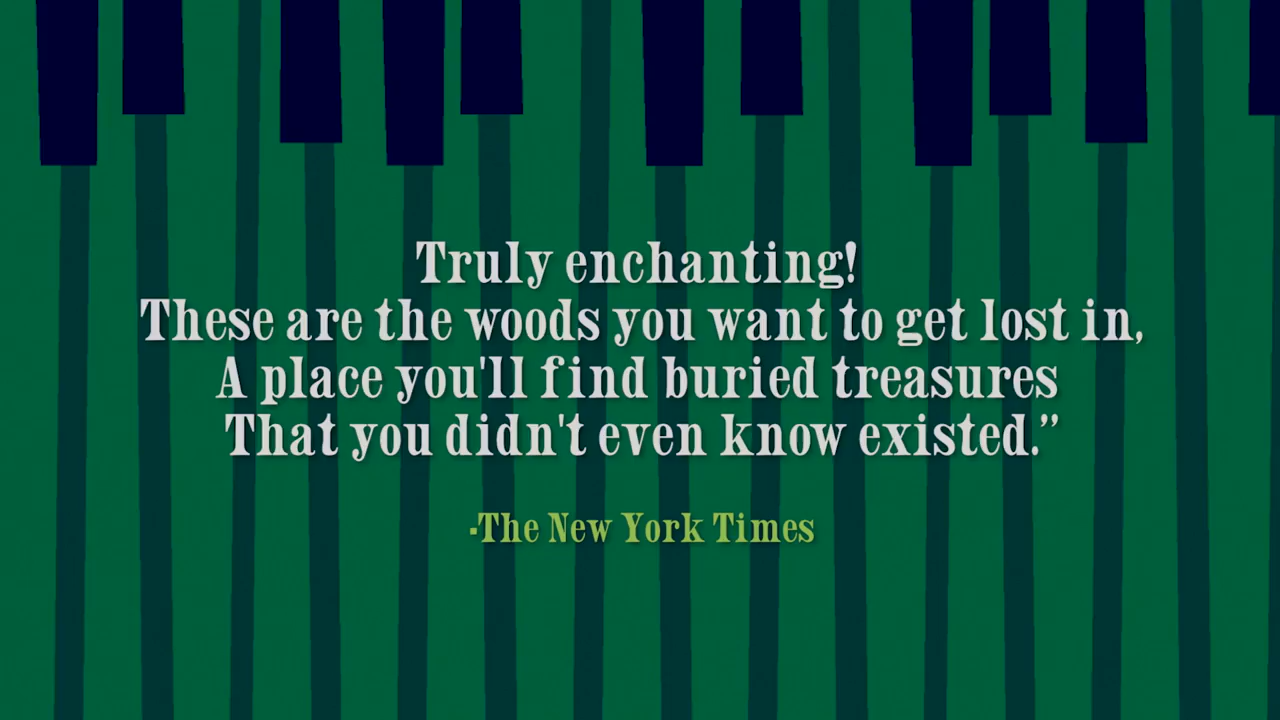 Truly enchanting!
These are the woods you want to get lost in,
A place you'll find buried treasures
That you didn't even know existed.”
-The New York Times